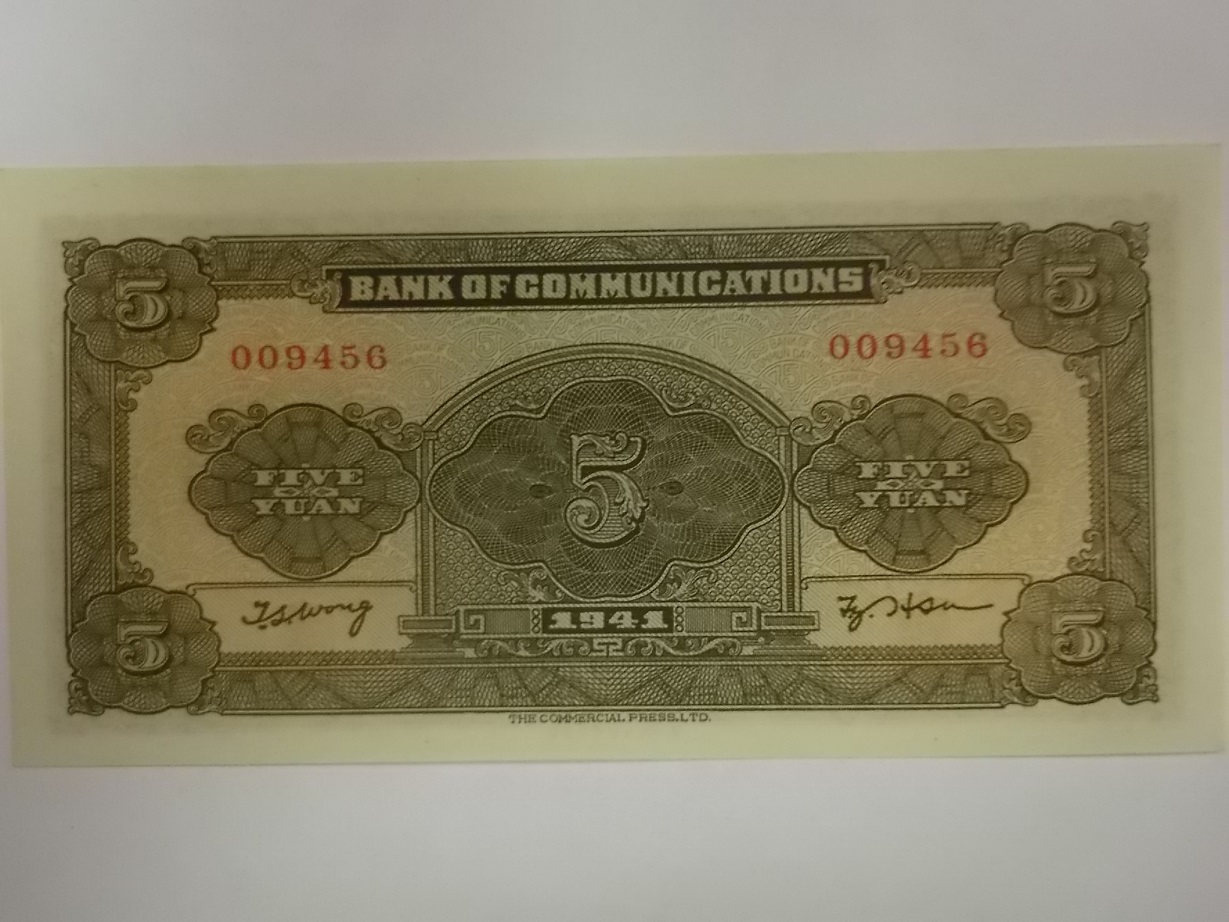 5 5
BANK OF COMMUNICATIONS
009456 009456
5
FIVE YUAN
FIVE YUAN
T.S. Wong
1941
5 5
THE COMMERCIAL PRESS. LTD.